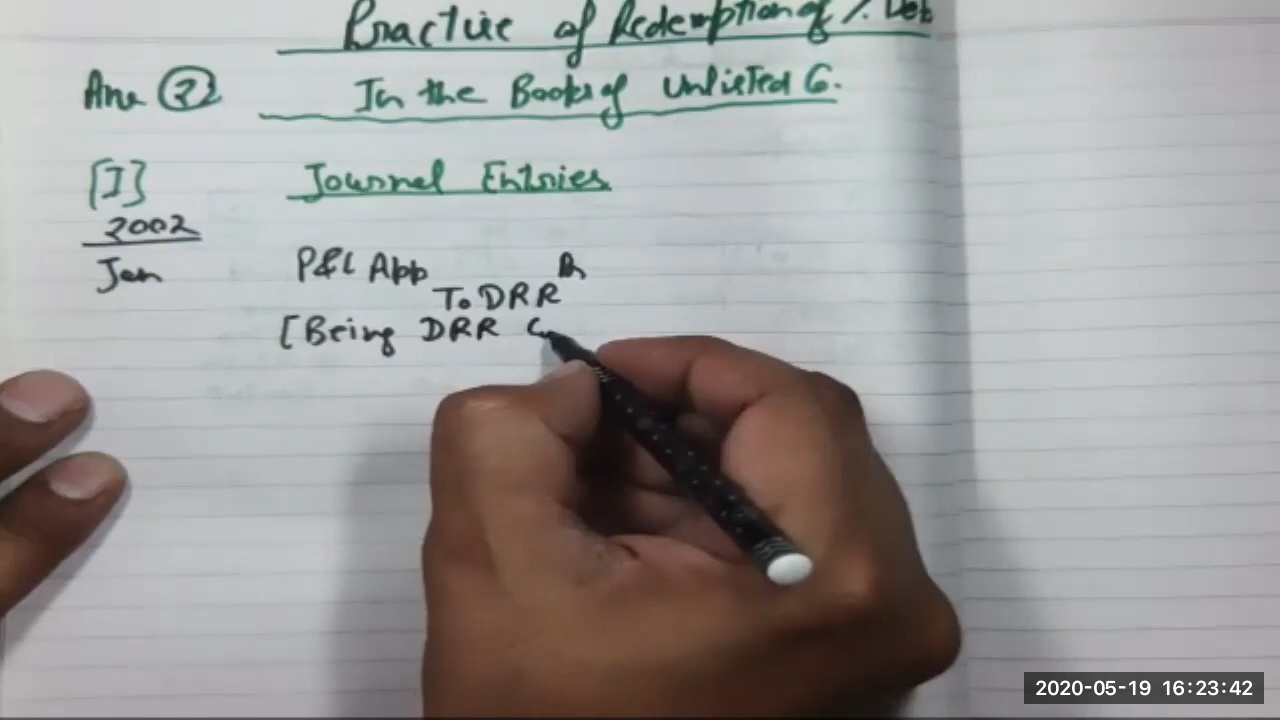 Practice of Redemption of % Deb
Ans 22 In the Books of Unlisted Co.
[I] Journal Entries
2002
Jan P&L App Dr
To DRR
[Being DRR
2020-05-19 16:23:42